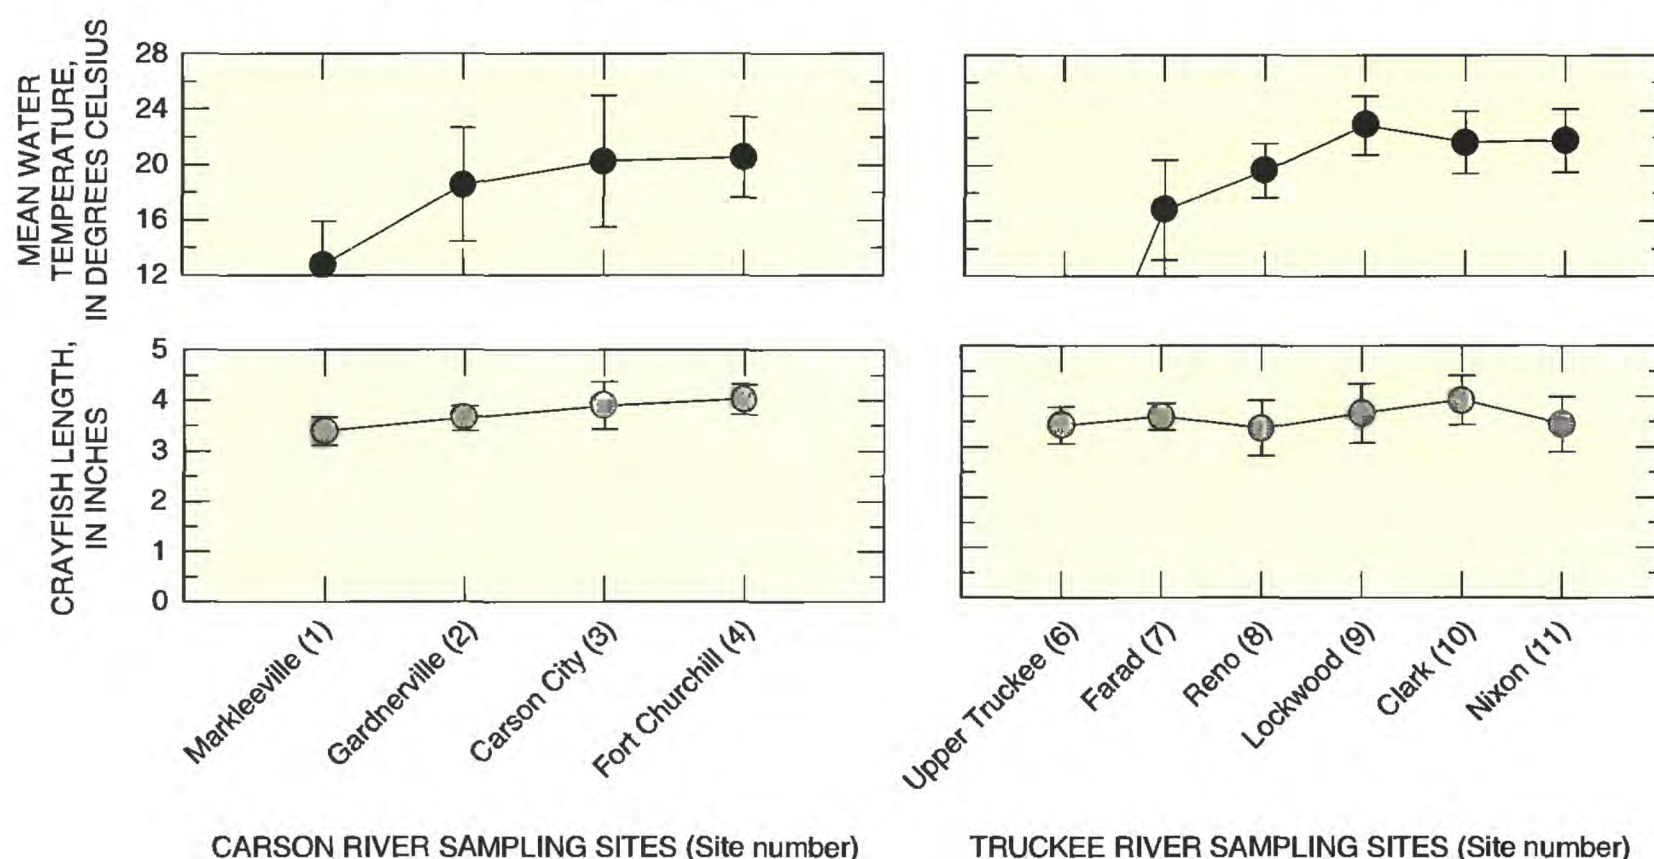 MEAN WATER
TEMPERATURE,
IN DEGREES CELSIUS
28
24
20
16
12
CRAYFISH LENGTH,
IN INCHES
5
4
3
2
1
0
Markleeville (1)
Gardnerville (2)
Carson City (3)
Fort Churchill (4)
Upper Truckee (6)
Farad (7)
Reno (8)
Lockwood (9)
Clark (10)
Nixon (11)
CARSON RIVER SAMPLING SITES (Site number)
TRUCKEE RIVER SAMPLING SITES (Site number)